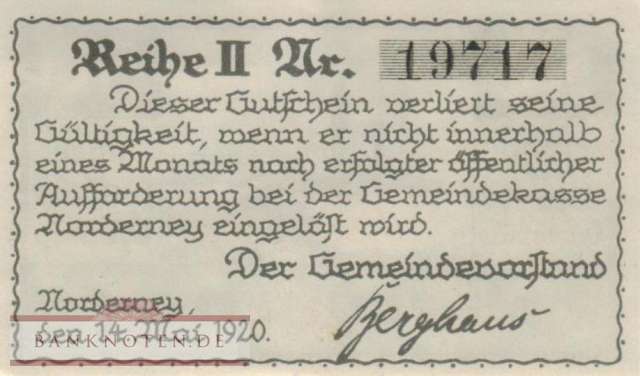 Reihe II Nr. 19717
Dieser Gutschein verliert seine
Gültigkeit, wenn er nicht innerhalb
eines Monats nach erfolgter öffentlicher
Aufforderung bei der Gemeindekasse
Norderney eingelöst wird.
Der Gemeindevorstand
Norderney,
den 14. Mai 1920.
Berghaus
BANKNOTEN.DE